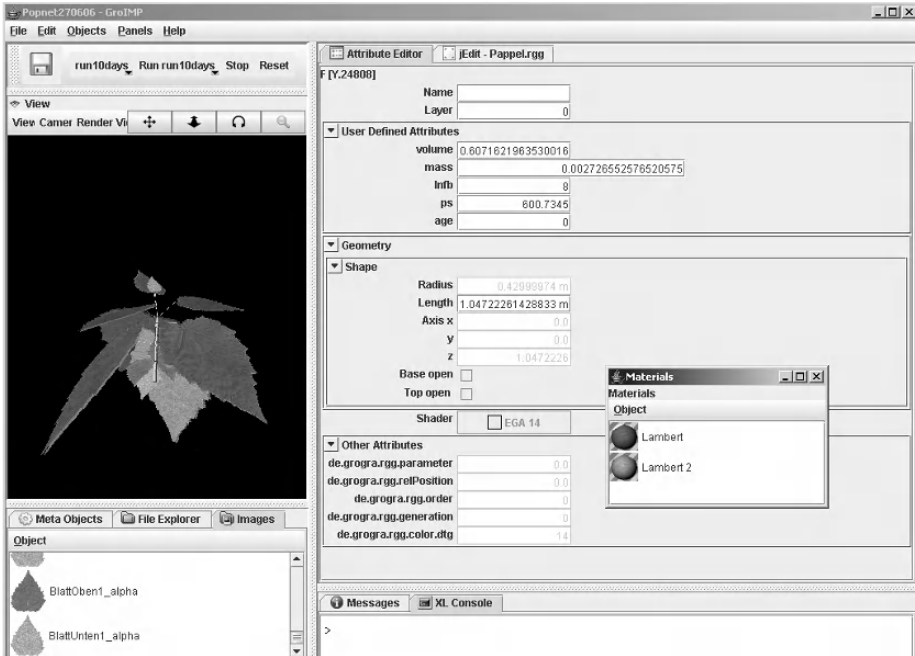 Popnet270606 - GroIMP
File Edit Objects Panels Help
run10days Run run10days Stop Reset
View
View Camer Render Vi
Attribute Editor jEdit - Pappel.rgg
F [Y.24808]
Name
Layer 0
User Defined Attributes
volume 0.6071621963530016
mass 0.002726552576520575
lnfb 8
ps 600.7345
age 0
Geometry
Shape
Radius 0.42999974 m
Length 1.04722261428833 m
Axis x 0.0
y 0.0
z 1.0472226
Base open
Top open
Shader EGA 14
Other Attributes
de.grogra.rgg.parameter 0.0
de.grogra.rgg.relPosition 0.0
de.grogra.rgg.order 0
de.grogra.rgg.generation 0
de.grogra.rgg.color.dtg 14
Materials
Materials
Object
Lambert
Lambert 2
Meta Objects File Explorer Images
Object
BlattOben1_alpha
BlattUnten1_alpha
Messages XL Console
>